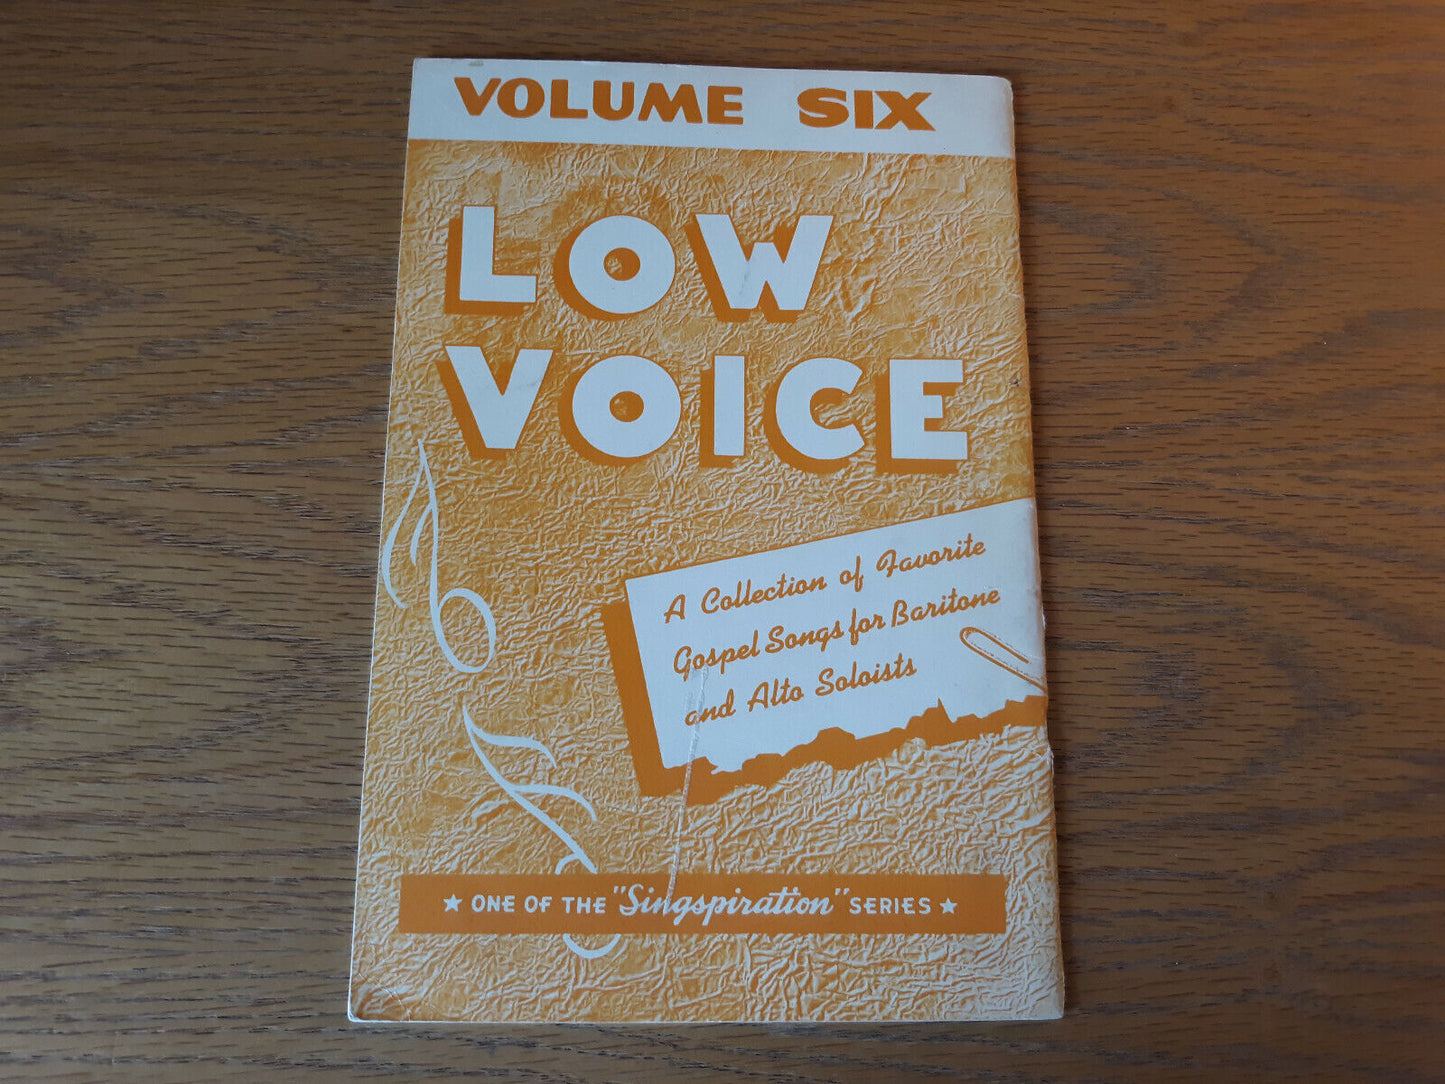 VOLUME SIX
LOW
VOICE
A Collection of Favorite
Gospel Songs for Baritone
and Alto Soloists
★ ONE OF THE "Singspiration" SERIES ★